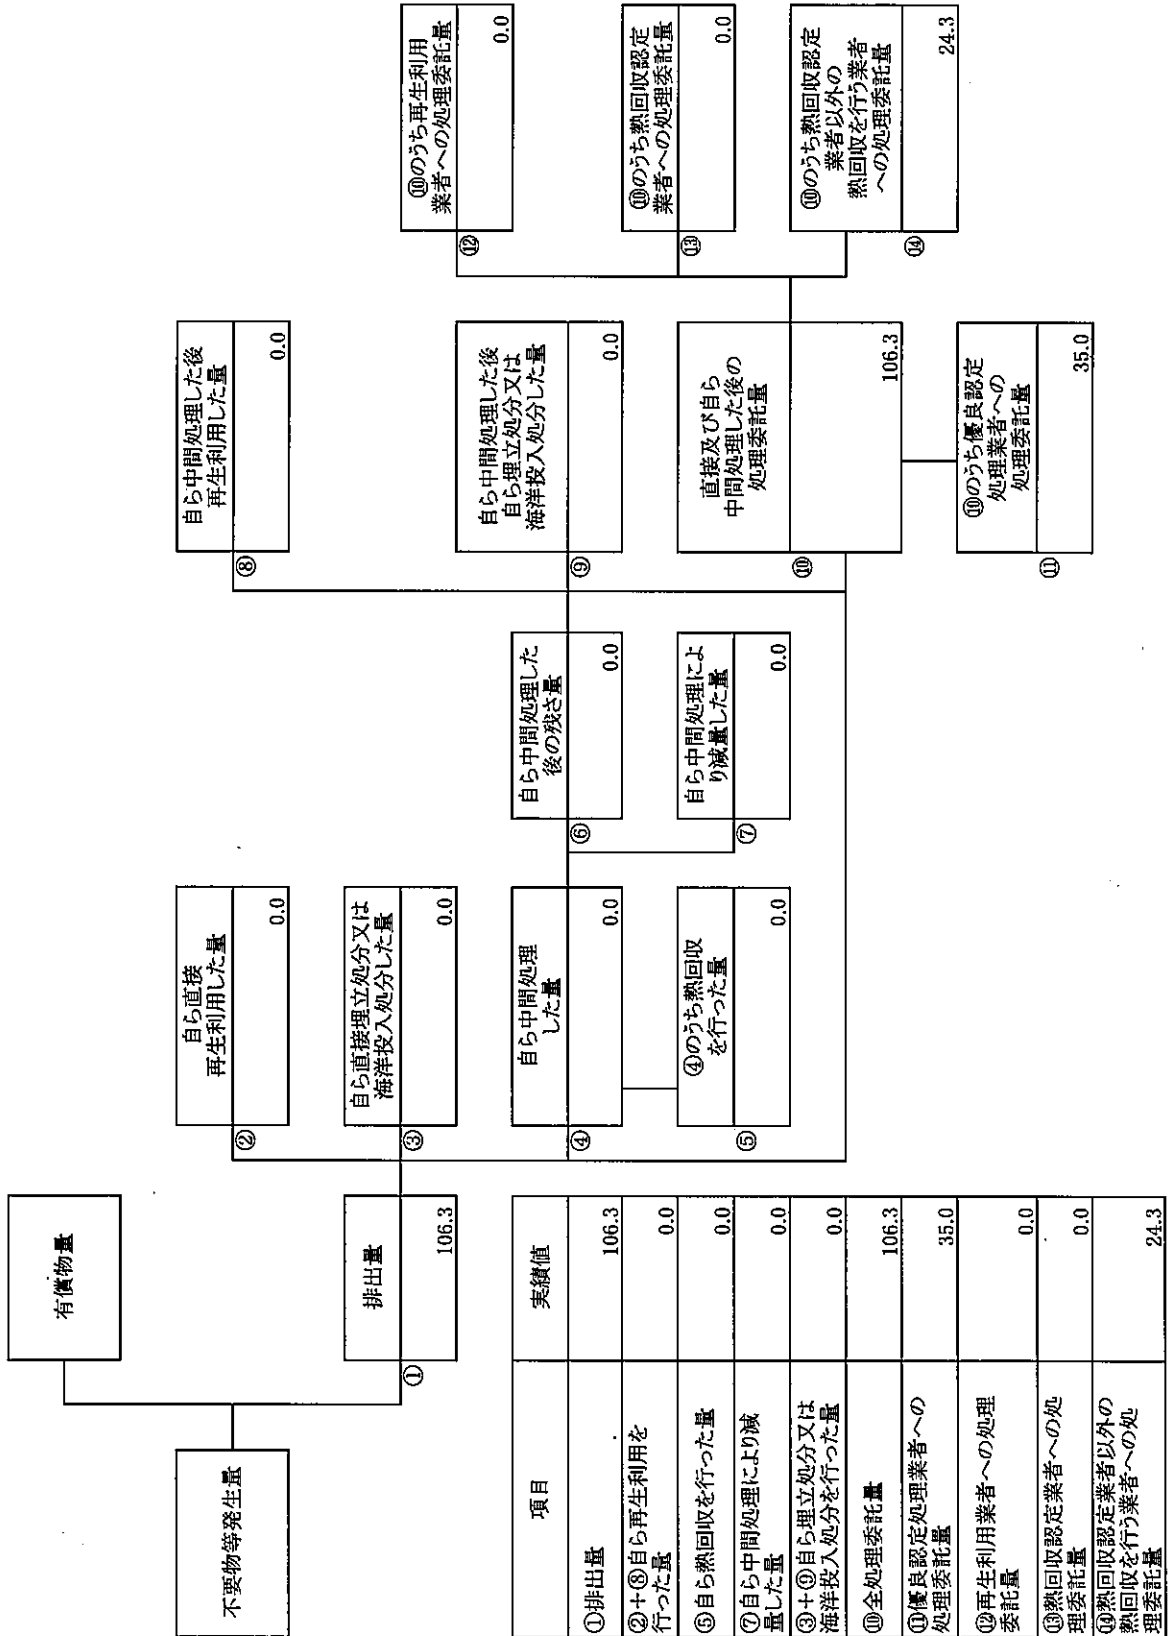 不要物等発生量
有償物量
排出量
①
106.3
自ら直接
再生利用した量
②
0.0
自ら直接埋立処分又は
海洋投入処分した量
③
0.0
自ら中間処理
した量
④
0.0
④のうち熱回収
を行った量
⑤
0.0
自ら中間処理した
後の残さ量
⑥
0.0
自ら中間処理によ
り減量した量
⑦
0.0
自ら中間処理した後
再生利用した量
⑧
0.0
自ら中間処理した後
自ら埋立処分又は
海洋投入処分した量
⑨
0.0
直接及び自ら
中間処理した後の
処理委託量
⑩
106.3
⑩のうち優良認定
処理業者への
処理委託量
⑪
35.0
⑩のうち再生利用
業者への処理委託量
⑫
0.0
⑩のうち熱回収認定
業者への処理委託量
⑬
0.0
⑩のうち熱回収認定
業者以外の
熱回収を行う業者
への処理委託量
⑭
24.3
項目 実績値
①排出量 106.3
②+⑧自ら再生利用を
行った量 0.0
⑤自ら熱回収を行った量 0.0
⑦自ら中間処理により減
量した量 0.0
③+⑨自ら埋立処分又は
海洋投入処分を行った量 0.0
⑩全処理委託量 106.3
⑪優良認定処理業者への
処理委託量 35.0
⑫再生利用業者への処理
委託量 0.0
⑬熱回収認定業者への処
理委託量 0.0
⑭熱回収認定業者以外の
熱回収を行う業者への処
理委託量 24.3